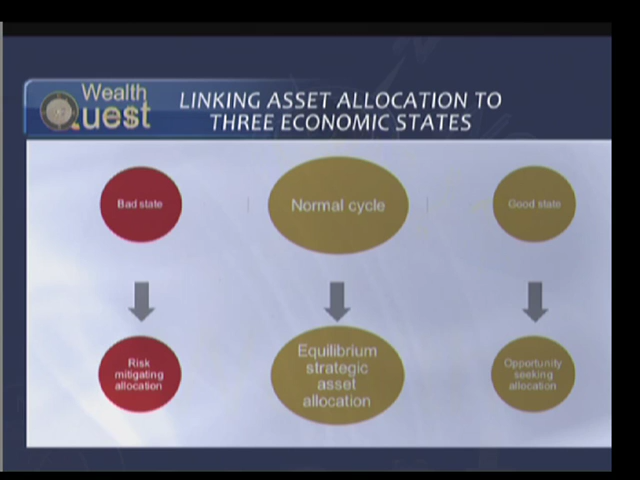 Wealth
Quest
LINKING ASSET ALLOCATION TO
THREE ECONOMIC STATES
Bad state
Normal cycle
Good state
Risk
mitigating
allocation
Equilibrium
strategic
asset
allocation
Opportunity
seeking
allocation